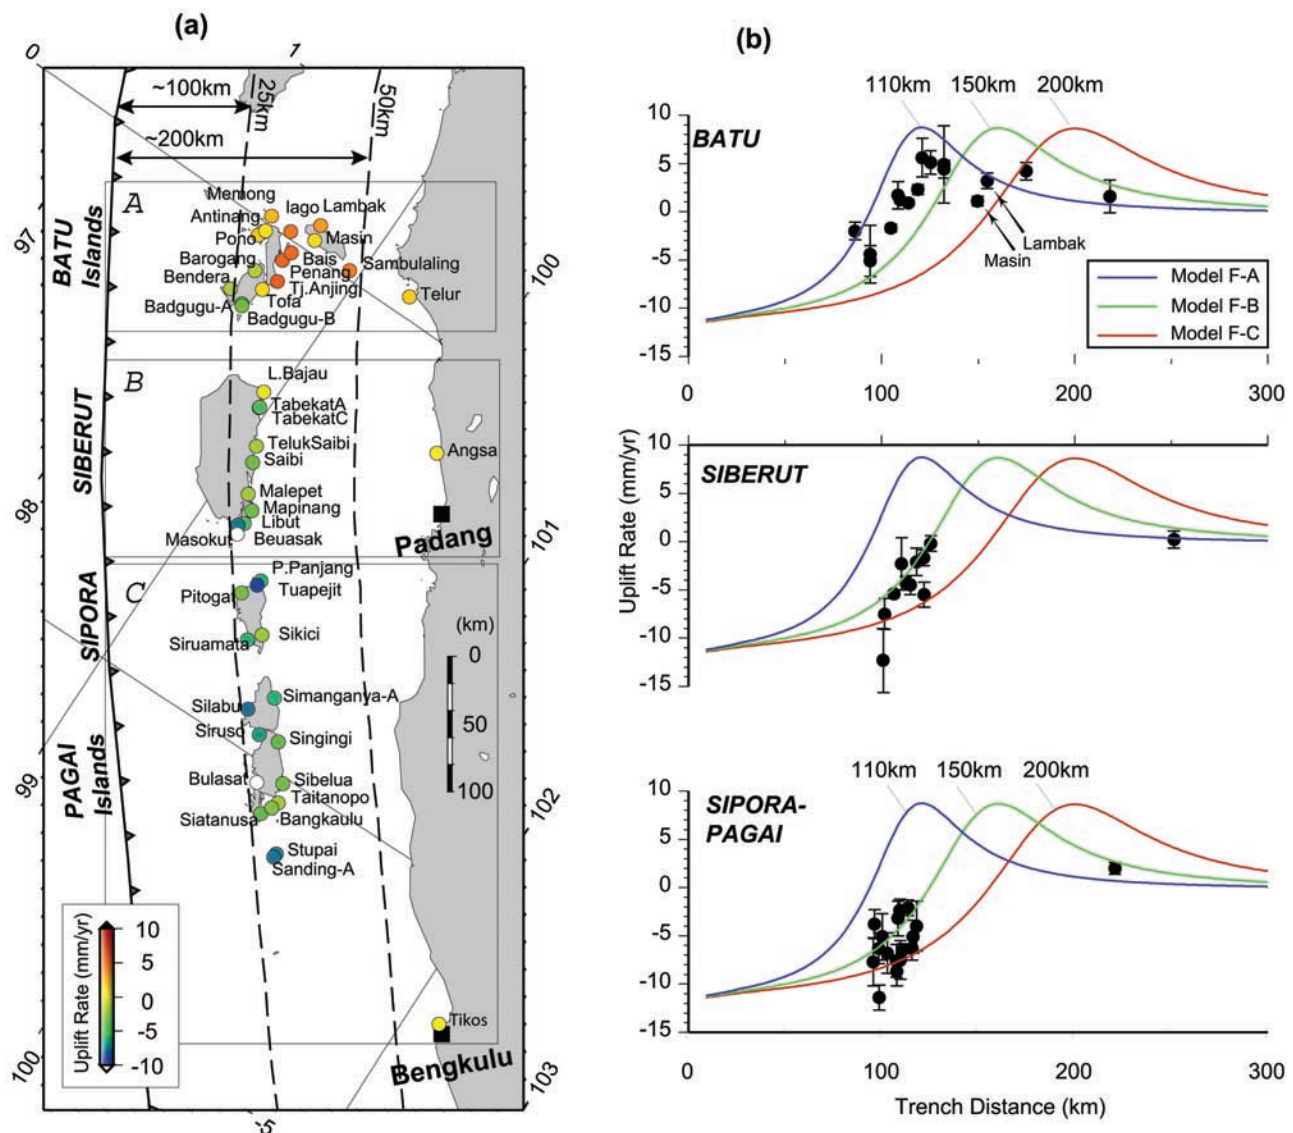 (a)
0
1
~100km
25km
50km
~200km
BATU
Islands
SIBERUT
SIPORA
PAGAI
Islands
97
98
99
100
-5
100
101
102
103
A
Memong
Iago
Lambak
Antinang
Pono
Masin
Barogang
Bais
Sambulaling
Bendera
Penang
Tj.Anjing
Telur
Badgugu-A
Tofa
Badgugu-B
B
L.Bajau
TabekatA
TabekatC
TelukSaibi
Saibi
Angsa
Malepet
Mapinang
Libut
Masokut
Beuasak
Padang
C
P.Panjang
Pitogat
Tuapejit
Siruamata
Sikici
(km)
0
50
100
Simanganya-A
Silabu
Siruso
Singingi
Bulasat
Sibelua
Taitanopo
Siatanusa
Bangkaulu
Stupai
Sanding-A
Tikos
Bengkulu
Uplift Rate (mm/yr)
10
5
0
-5
-10
(b)
110km
150km
200km
BATU
10
5
0
-5
-10
-15
Lambak
Masin
Model F-A
Model F-B
Model F-C
0
100
200
300
SIBERUT
10
5
0
-5
-10
-15
Uplift Rate (mm/yr)
110km
150km
200km
SIPORA-
PAGAI
10
5
0
-5
-10
-15
0
100
200
300
Trench Distance (km)